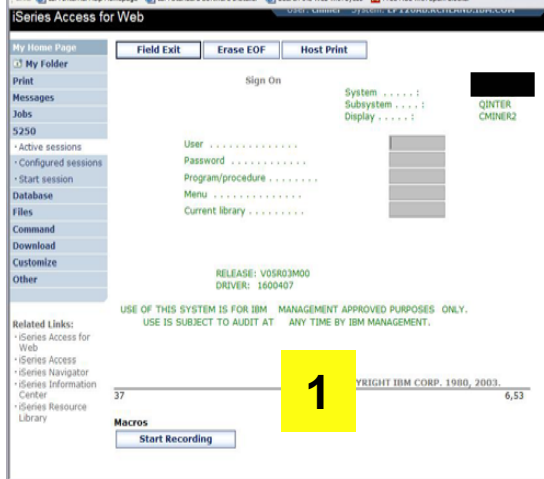 iSeries Access for Web
My Home Page
My Folder
Print
Messages
Jobs
5250
Active sessions
Configured sessions
Start session
Database
Files
Command
Download
Customize
Other
Related Links:
iSeries Access for
Web
iSeries Access
iSeries Navigator
iSeries Information
Center
iSeries Resource
Library
Field Exit Erase EOF Host Print
Sign On
System . . . . . :
Subsystem . . . . : QINTER
Display . . . . . : CMINER2
User . . . . . . . . . . . . . .
Password . . . . . . . . . . . .
Program/procedure . . . . . . . .
Menu . . . . . . . . . . . . . .
Current library . . . . . . . . .
RELEASE: V05R03M00
DRIVER: 1600407
USE OF THIS SYSTEM IS FOR IBM MANAGEMENT APPROVED PURPOSES ONLY.
USE IS SUBJECT TO AUDIT AT ANY TIME BY IBM MANAGEMENT.
1
IBM CORP. 1980, 2003.
37 6,53
Macros
Start Recording